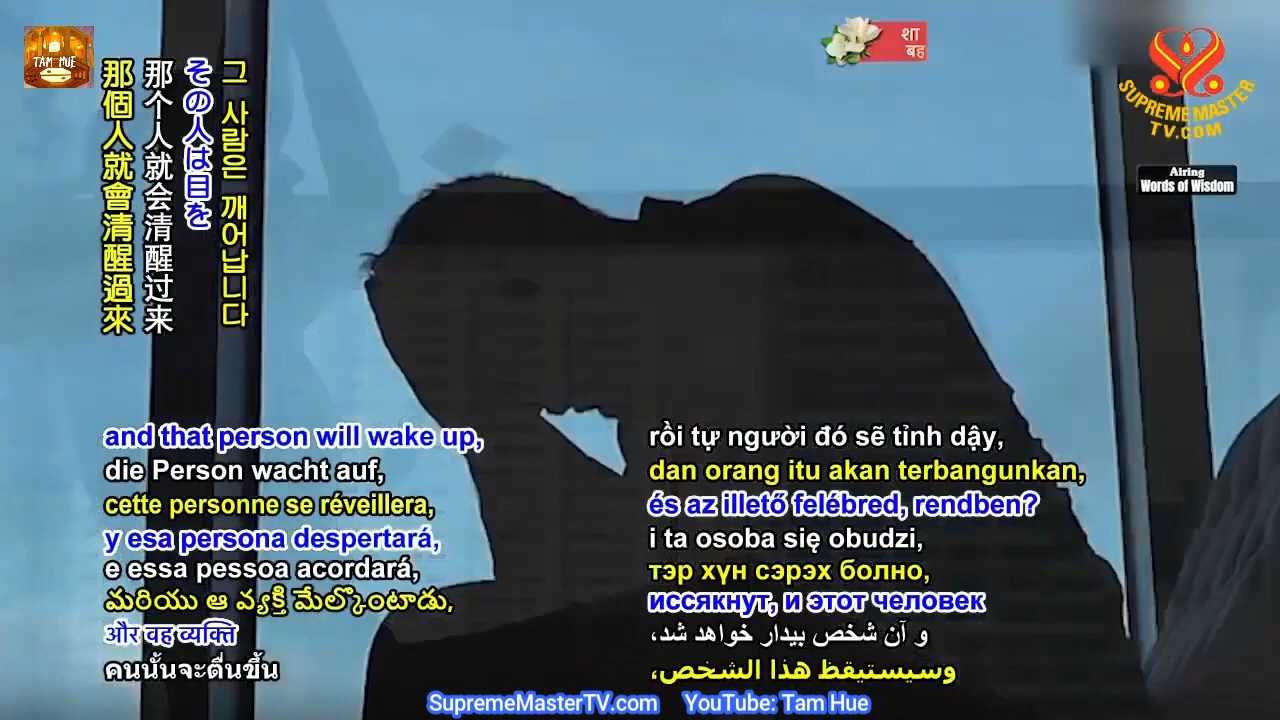 TAM HUE
शा
बह
SUPREME MASTER
TV.COM
Airing
Words of Wisdom
그 사람은 깨어납니다
その人は目を
那个人就会清醒过来
那個人就會清醒過來
and that person will wake up,
die Person wacht auf,
cette personne se réveillera,
y esa persona despertará,
e essa pessoa acordará,
మరియు ఆ వ్యక్తి మేల్కొంటాడు,
और वह व्यक्ति
คนนั้นจะตื่นขึ้น
rồi tự người đó sẽ tỉnh dậy,
dan orang itu akan terbangunkan,
és az illető felébred, rendben?
i ta osoba się obudzi,
тэр хүн сэрэх болно,
иссякнут, и этот человек
و آن شخص بیدار خواهد شد،
وسيستيقظ هذا الشخص،
SupremeMasterTV.com YouTube: Tam Hue